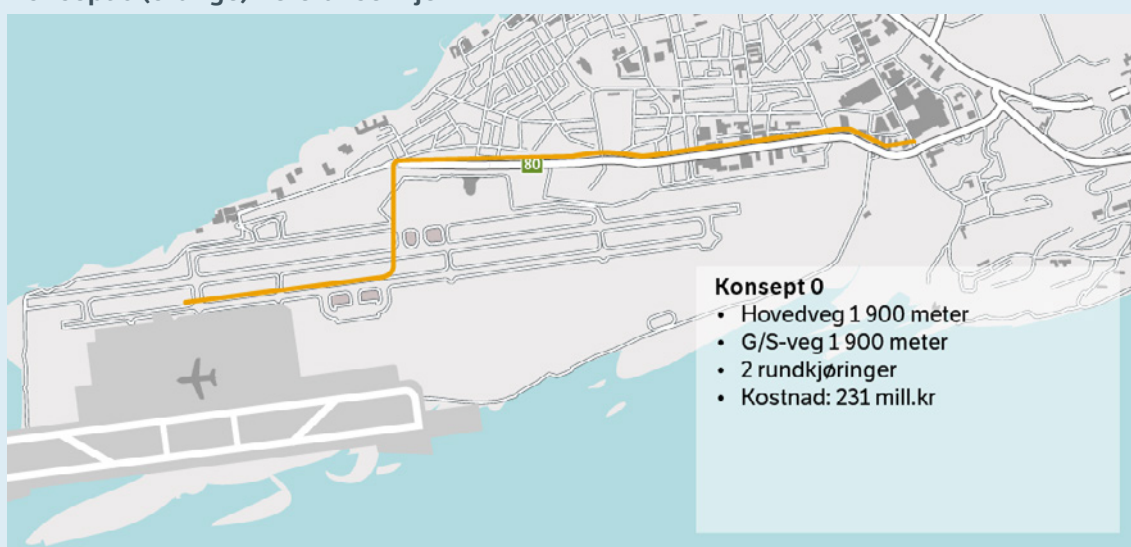 80
Konsept 0
• Hovedveg 1 900 meter
• G/S-veg 1 900 meter
• 2 rundkjøringer
• Kostnad: 231 mill.kr